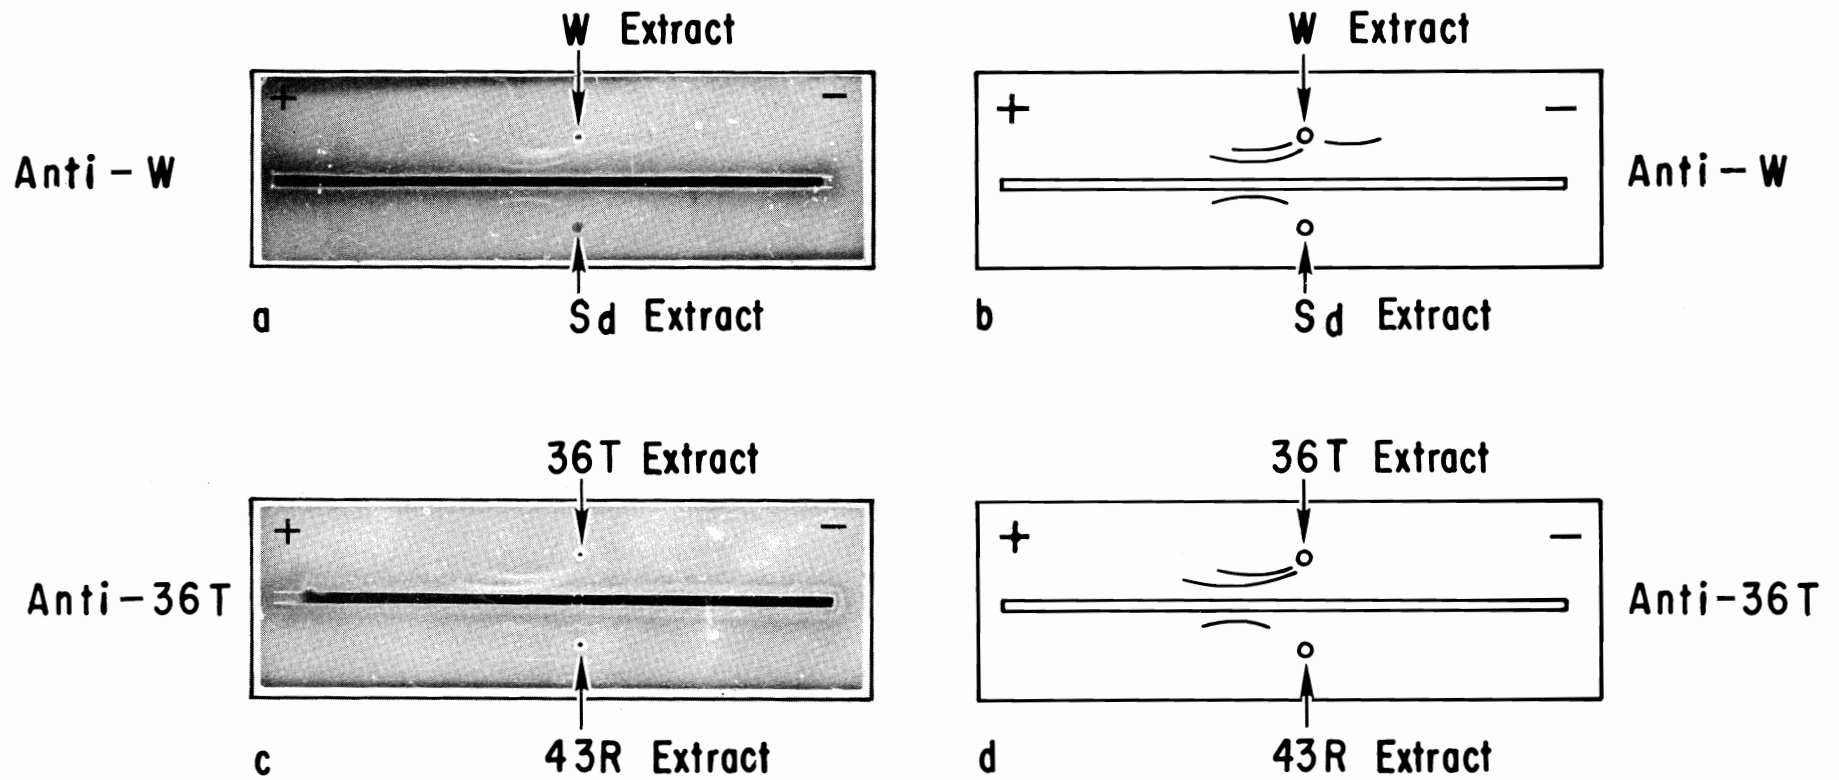 W Extract
W Extract
+ −
+ −
Anti-W
Anti-W
a
Sd Extract
b
Sd Extract
36T Extract
36T Extract
+ −
+ −
Anti-36T
Anti-36T
c
43R Extract
d
43R Extract